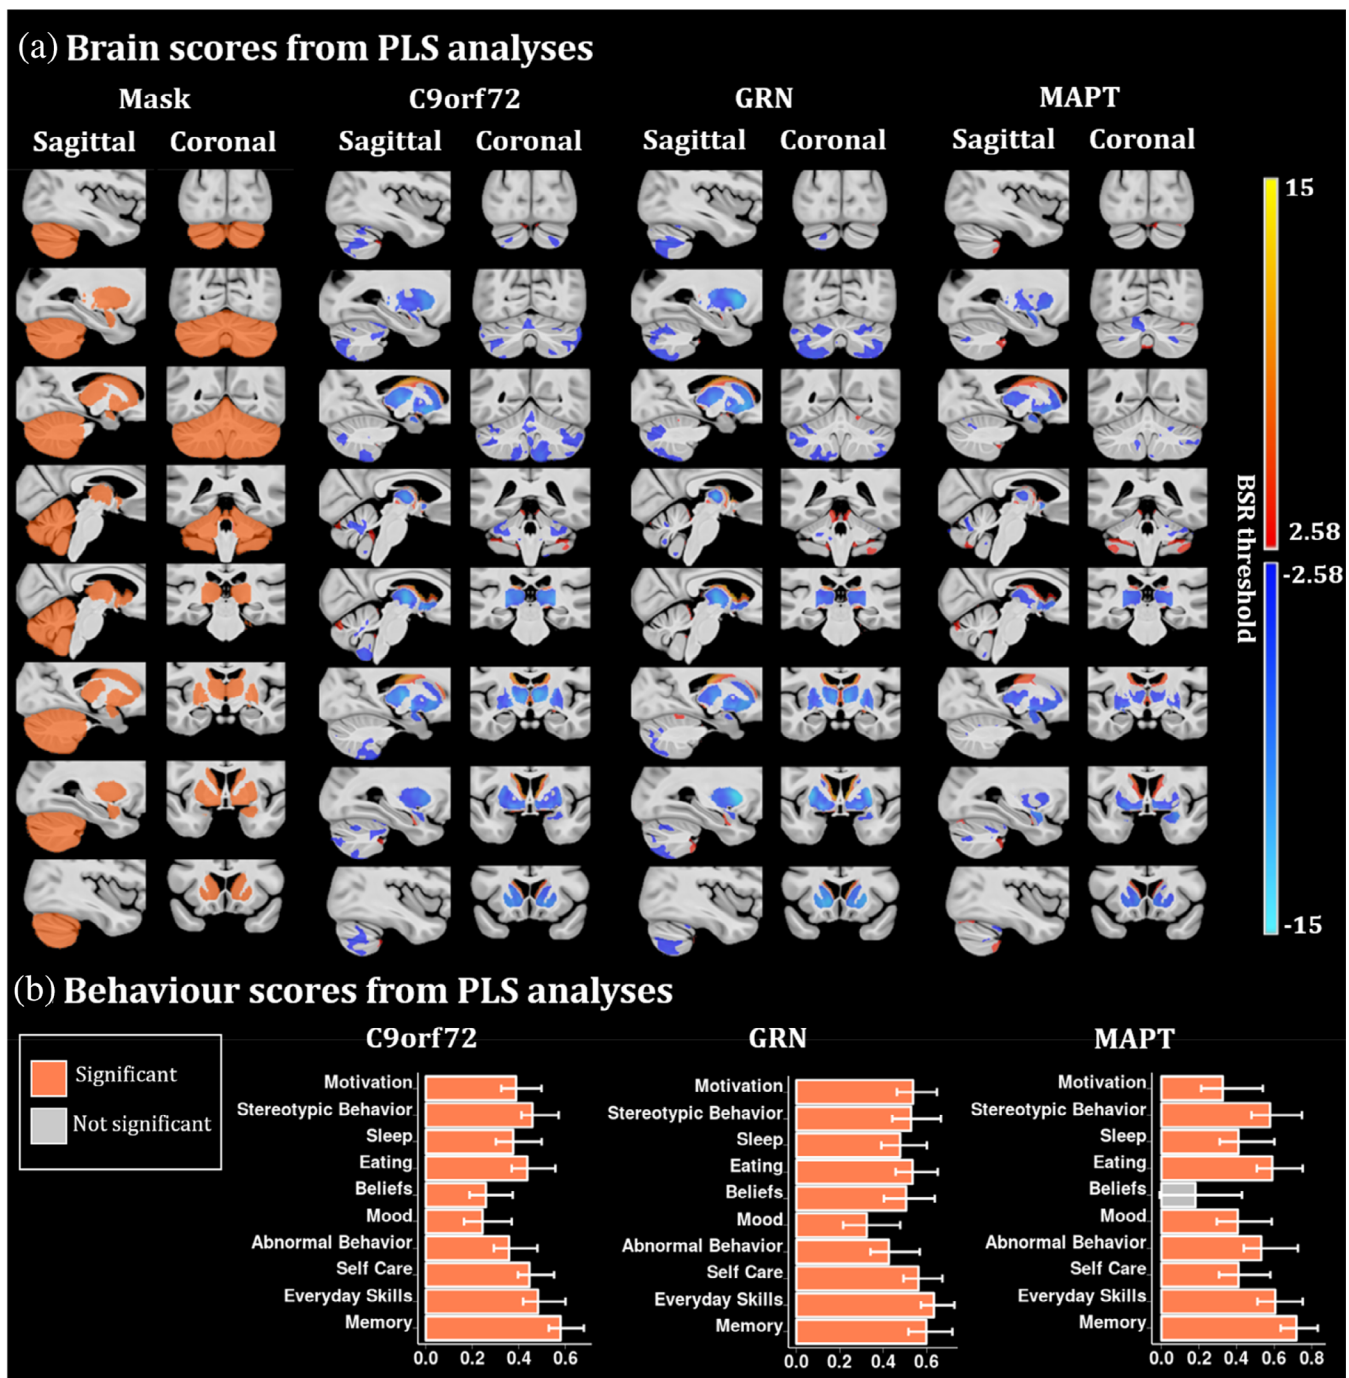 (a) Brain scores from PLS analyses
Mask C9orf72 GRN MAPT
Sagittal Coronal Sagittal Coronal Sagittal Coronal Sagittal Coronal
15
BSR threshold
2.58
-2.58
-15
(b) Behaviour scores from PLS analyses
Significant
Not significant
C9orf72
Motivation
Stereotypic Behavior
Sleep
Eating
Beliefs
Mood
Abnormal Behavior
Self Care
Everyday Skills
Memory
0.0 0.2 0.4 0.6
GRN
Motivation
Stereotypic Behavior
Sleep
Eating
Beliefs
Mood
Abnormal Behavior
Self Care
Everyday Skills
Memory
0.0 0.2 0.4 0.6
MAPT
Motivation
Stereotypic Behavior
Sleep
Eating
Beliefs
Mood
Abnormal Behavior
Self Care
Everyday Skills
Memory
0.0 0.2 0.4 0.6 0.8